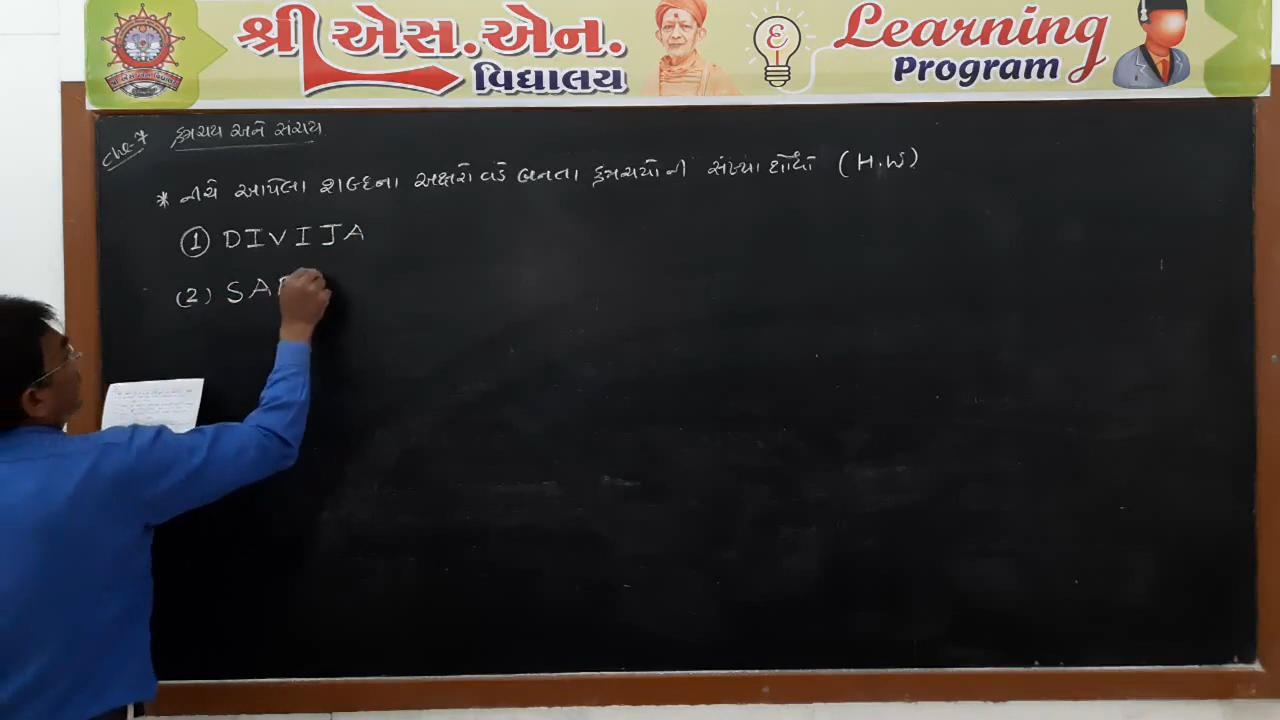 શ્રી એસ.એન.
વિદ્યાલય
Learning
Program
Ch-7 ક્રમચય અને સંચય
* નીચે આપેલા શબ્દના અક્ષરો વડે બનતા ક્રમચયોની સંખ્યા શોધો (H.W)
① DIVIJA
(2) SA